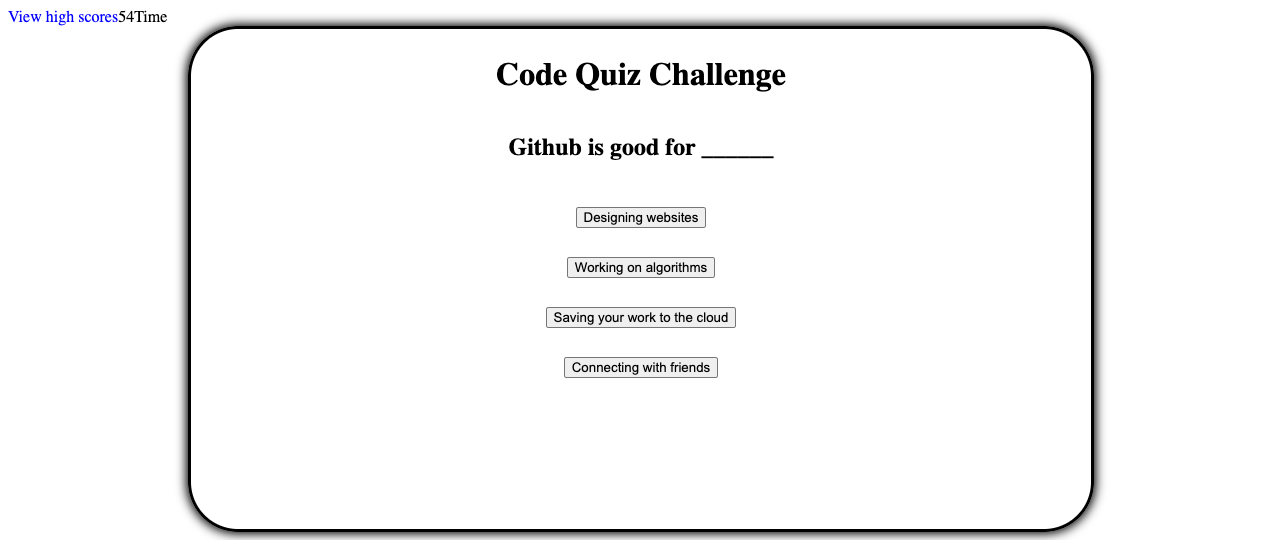 View high scores54Time
Code Quiz Challenge
Github is good for ______
Designing websites
Working on algorithms
Saving your work to the cloud
Connecting with friends